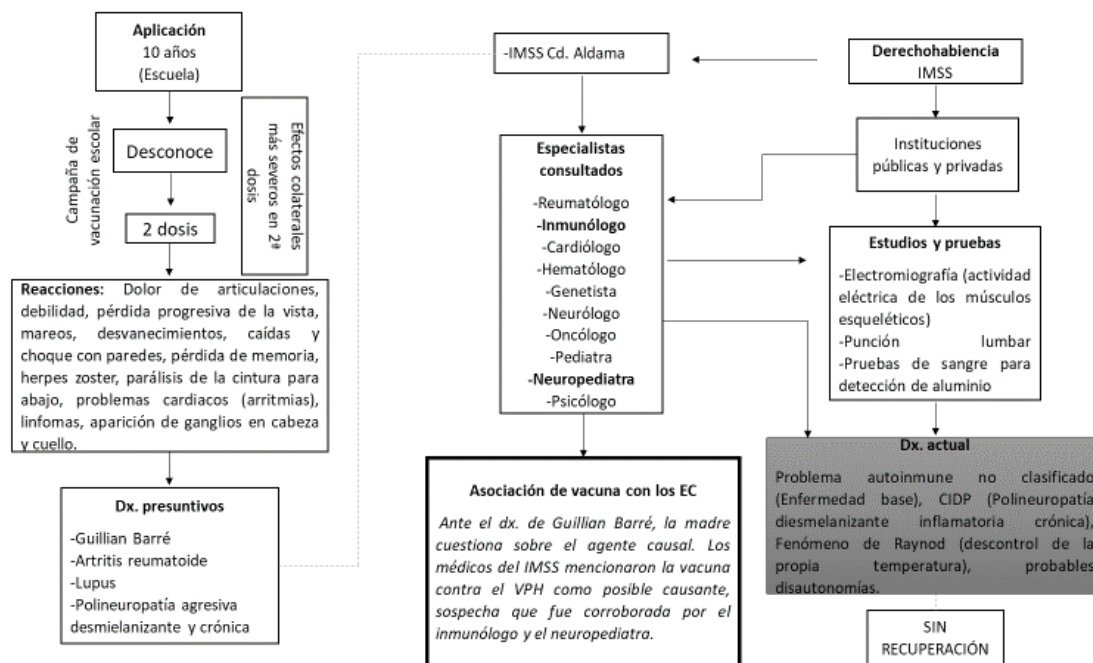 Aplicación
10 años
(Escuela)
Campaña de
vacunación escolar
Desconoce
2 dosis
Efectos colaterales
más severos en 2ª
dosis
Reacciones: Dolor de articulaciones,
debilidad, pérdida progresiva de la vista,
mareos, desvanecimientos, caídas y
choque con paredes, pérdida de memoria,
herpes zoster, parálisis de la cintura para
abajo, problemas cardiacos (arritmias),
linfomas, aparición de ganglios en cabeza
y cuello.
Dx. presuntivos
-Guillian Barré
-Artritis reumatoide
-Lupus
-Polineuropatía agresiva
desmielanizante y crónica
-IMSS Cd. Aldama
Especialistas
consultados
-Reumatólogo
-Inmunólogo
-Cardiólogo
-Hematólogo
-Genetista
-Neurólogo
-Oncólogo
-Pediatra
-Neuropediatra
-Psicólogo
Asociación de vacuna con los EC
Ante el dx. de Guillian Barré, la madre
cuestiona sobre el agente causal. Los
médicos del IMSS mencionaron la vacuna
contra el VPH como posible causante,
sospecha que fue corroborada por el
inmunólogo y el neuropediatra.
Derechohabiencia
IMSS
Instituciones
públicas y privadas
Estudios y pruebas
-Electromiografía (actividad
eléctrica de los músculos
esqueléticos)
-Punción lumbar
-Pruebas de sangre para
detección de aluminio
Dx. actual
Problema autoinmune no clasificado
(Enfermedad base), CIDP (Polineuropatía
diesmelanizante inflamatoria crónica),
Fenómeno de Raynod (descontrol de la
propia temperatura), probables
disautonomías.
SIN
RECUPERACIÓN